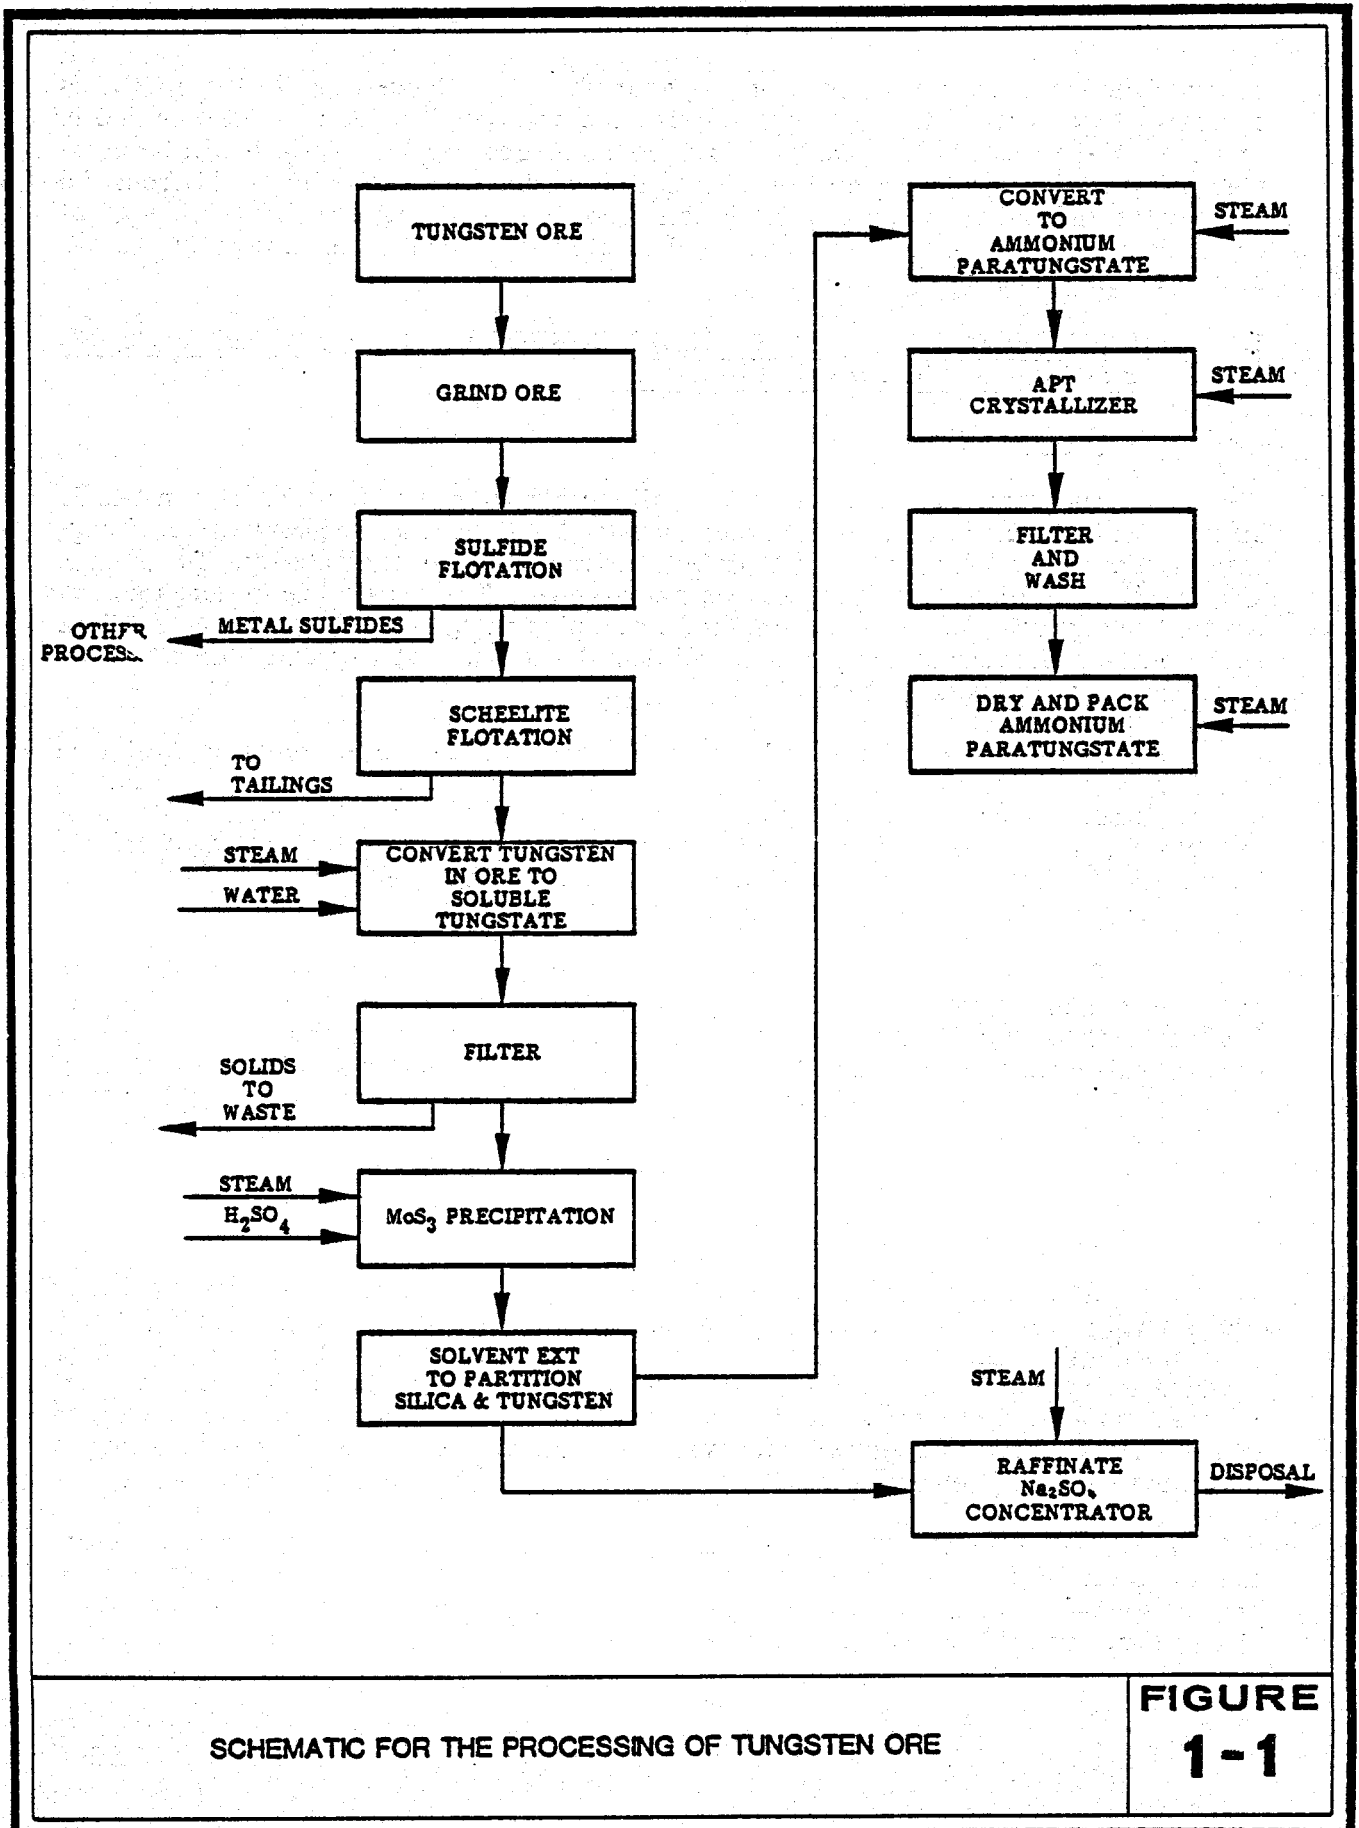 TUNGSTEN ORE
GRIND ORE
SULFIDE
FLOTATION
METAL SULFIDES
OTHER
PROCESS
SCHEELITE
FLOTATION
TO
TAILINGS
STEAM
WATER
CONVERT TUNGSTEN
IN ORE TO
SOLUBLE
TUNGSTATE
FILTER
SOLIDS
TO
WASTE
STEAM
H₂SO₄
MoS₃ PRECIPITATION
SOLVENT EXT
TO PARTITION
SILICA & TUNGSTEN
CONVERT
TO
AMMONIUM
PARATUNGSTATE
STEAM
APT
CRYSTALLIZER
STEAM
FILTER
AND
WASH
DRY AND PACK
AMMONIUM
PARATUNGSTATE
STEAM
STEAM
RAFFINATE
Na₂SO₄
CONCENTRATOR
DISPOSAL
SCHEMATIC FOR THE PROCESSING OF TUNGSTEN ORE
FIGURE
1-1